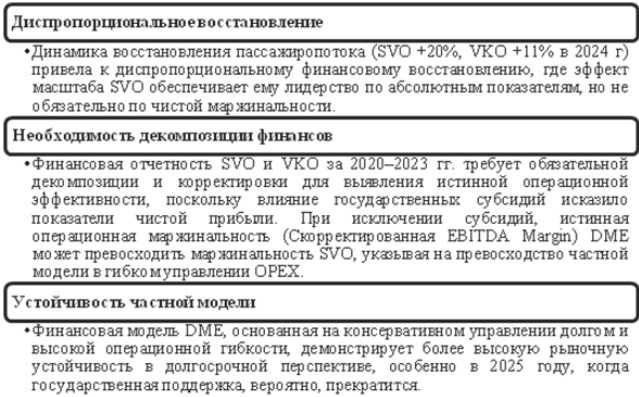 Диспропорциональное восстановление
•Динамика восстановления пассажиропотока (SVO +20%, VKO +11% в 2024 г)
привела к диспропорциональному финансовому восстановлению, где эффект
масштаба SVO обеспечивает ему лидерство по абсолютным показателям, но не
обязательно по чистой маржинальности.
Необходимость декомпозиции финансов
•Финансовая отчетность SVO и VKO за 2020–2023 гг. требует обязательной
декомпозиции и корректировки для выявления истинной операционной
эффективности, поскольку влияние государственных субсидий исказило
показатели чистой прибыли. При исключении субсидий, истинная
операционная маржинальность (Скорректированная EBITDA Margin) DME
может превосходить маржинальность SVO, указывая на превосходство частной
модели в гибком управлении OPEX.
Устойчивость частной модели
•Финансовая модель DME, основанная на консервативном управлении долгом и
высокой операционной гибкости, демонстрирует более высокую рыночную
устойчивость в долгосрочной перспективе, особенно в 2025 году, когда
государственная поддержка, вероятно, прекратится.